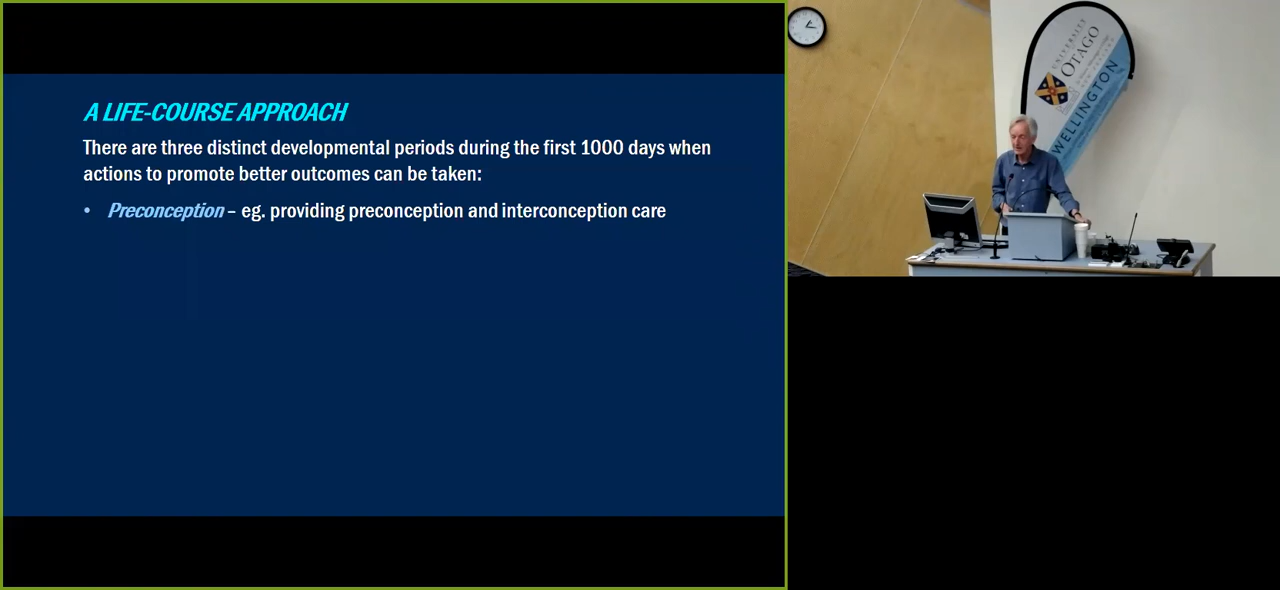 A LIFE-COURSE APPROACH
There are three distinct developmental periods during the first 1000 days when
actions to promote better outcomes can be taken:
• Preconception – eg. providing preconception and interconception care
UNIVERSITY
OTAGO
WELLINGTON